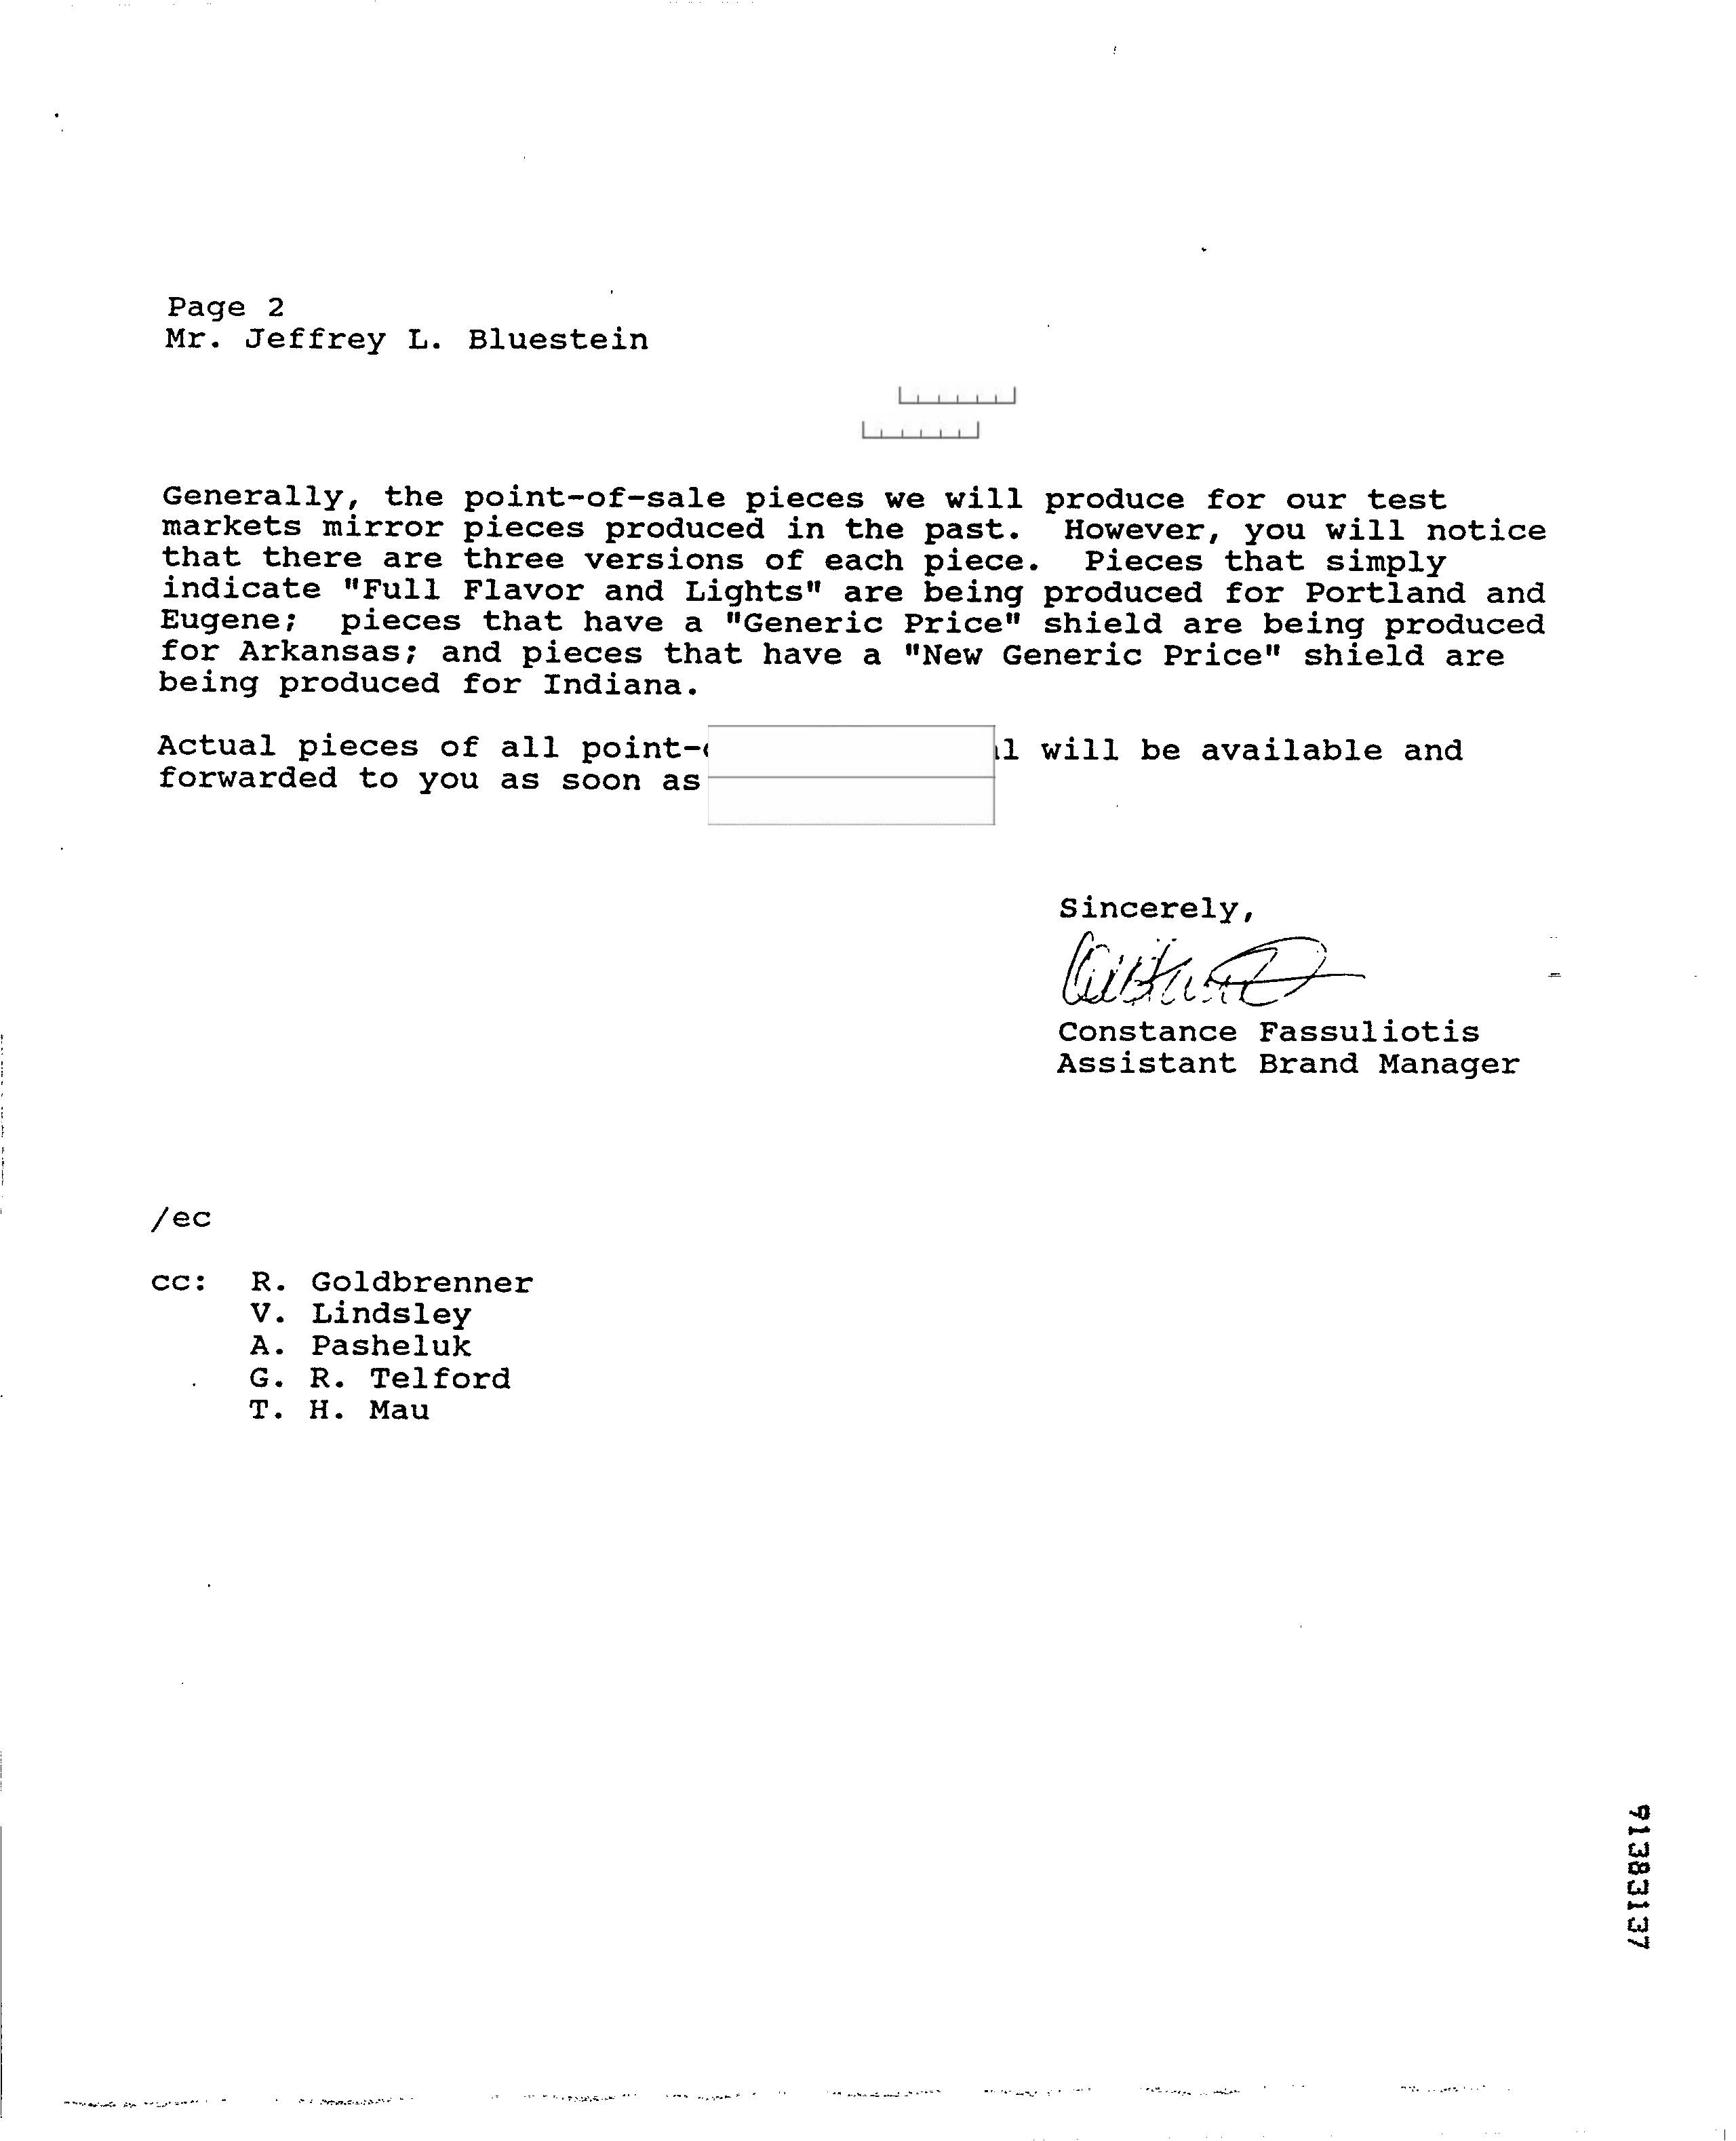 Page 2
Mr. Jeffrey L. Bluestein
Generally, the point-of-sale pieces we will produce for our test
markets mirror pieces produced in the past. However, you will notice
that there are three versions of each piece. Pieces that simply
indicate "Full Flavor and Lights" are being produced for Portland and
Eugene; pieces that have a "Generic Price" shield are being produced
for Arkansas; and pieces that have a "New Generic Price" shield are
being produced for Indiana.
Actual pieces of all will be available and
forwarded to you as soon as
Sincerely,
Constance Fassuliotis
Assistant Brand Manager
/ec
cc: R. Goldbrenner
V. Lindsley
A. Pasheluk
G. R. Telford
T. H. Mau
91383137